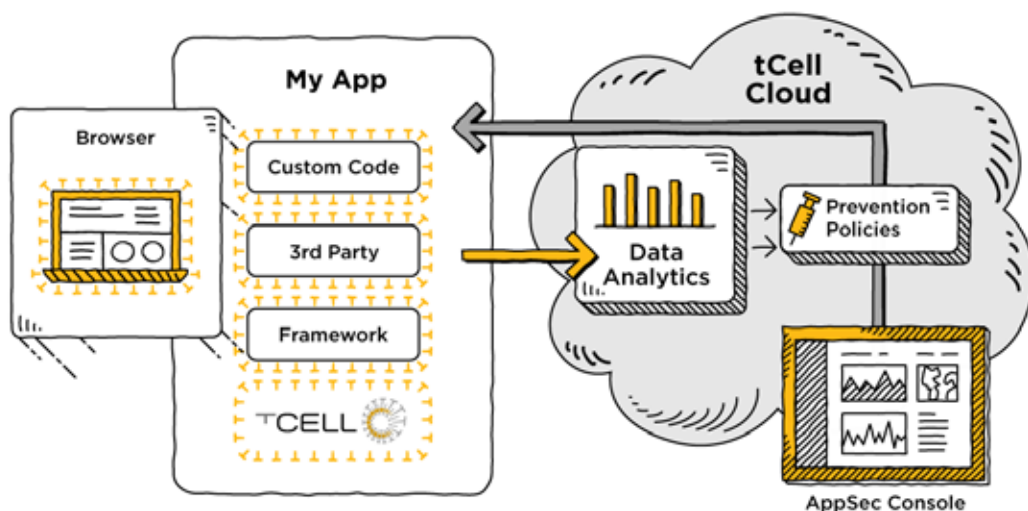 My App
Browser
Custom Code
3rd Party
Framework
TCELL
tCell
Cloud
Data
Analytics
Prevention
Policies
AppSec Console